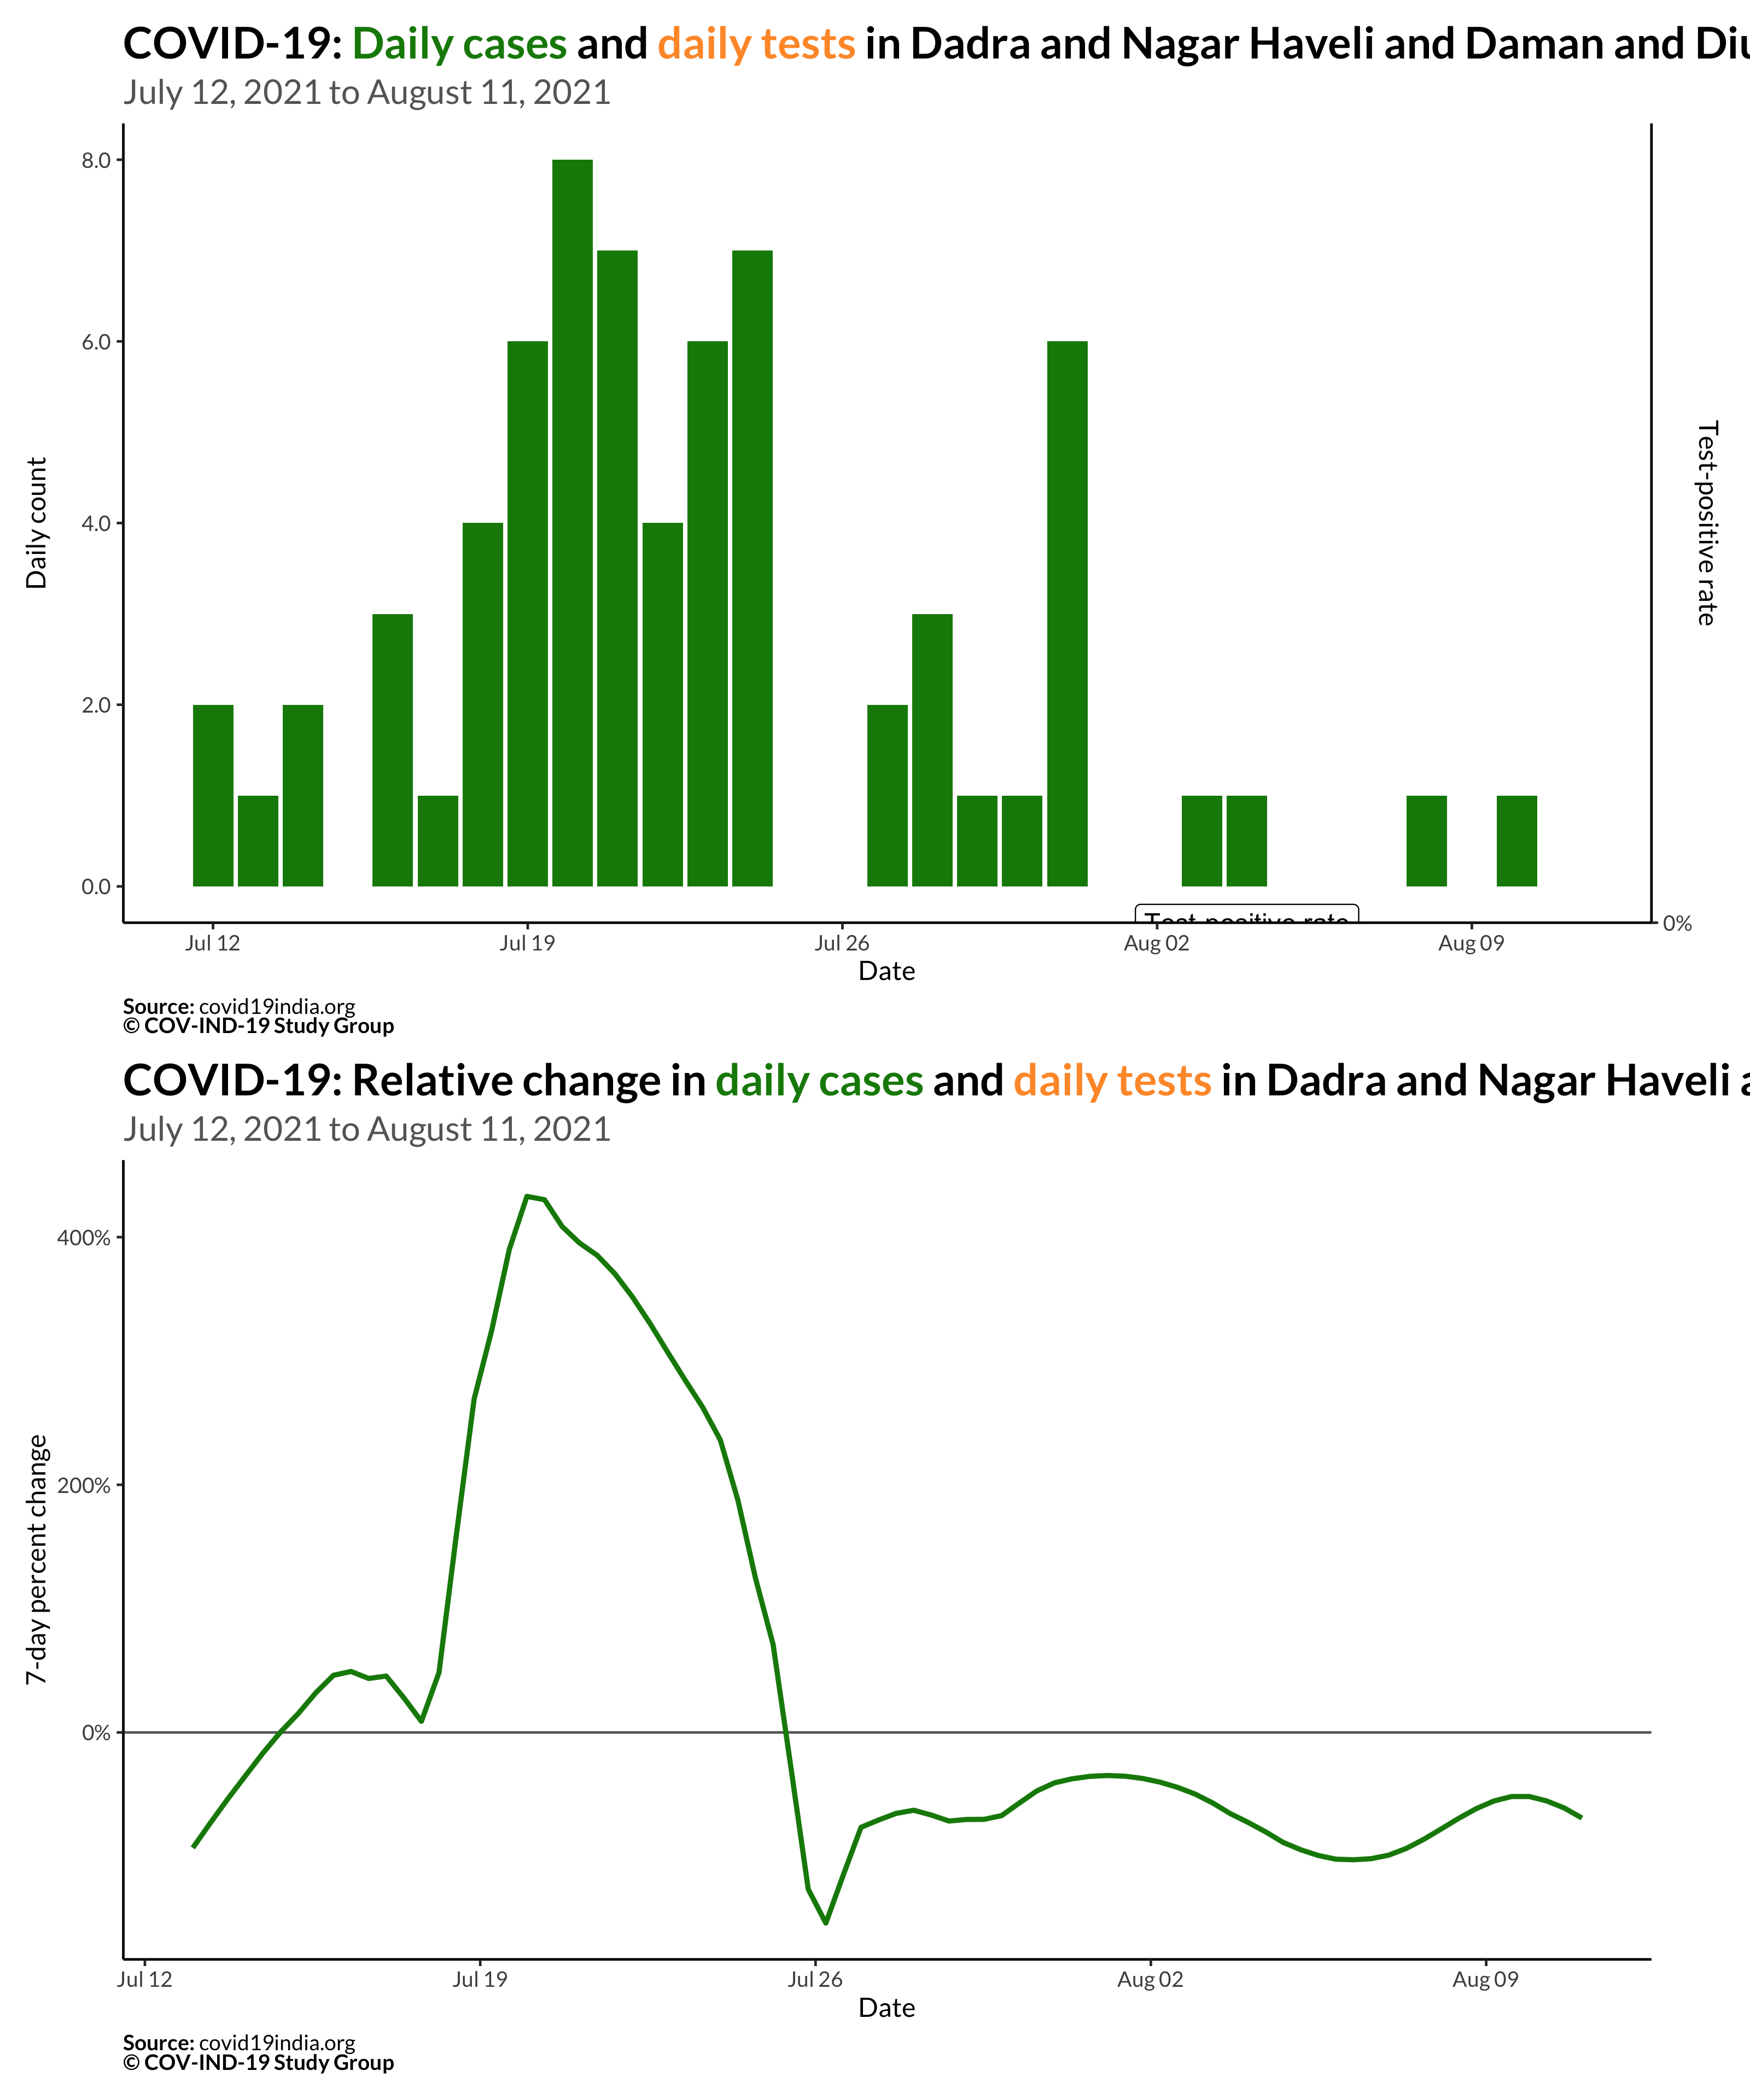 COVID-19: Daily cases and daily tests in Dadra and Nagar Haveli and Daman and Diu
July 12, 2021 to August 11, 2021
8.0
6.0
4.0
2.0
0.0
Daily count
Test-positive rate
Test-positive rate
0%
Jul 12
Jul 19
Jul 26
Aug 02
Aug 09
Date
Source: covid19india.org
© COV-IND-19 Study Group
COVID-19: Relative change in daily cases and daily tests in Dadra and Nagar Haveli
July 12, 2021 to August 11, 2021
400%
200%
0%
7-day percent change
Jul 12
Jul 19
Jul 26
Aug 02
Aug 09
Date
Source: covid19india.org
© COV-IND-19 Study Group